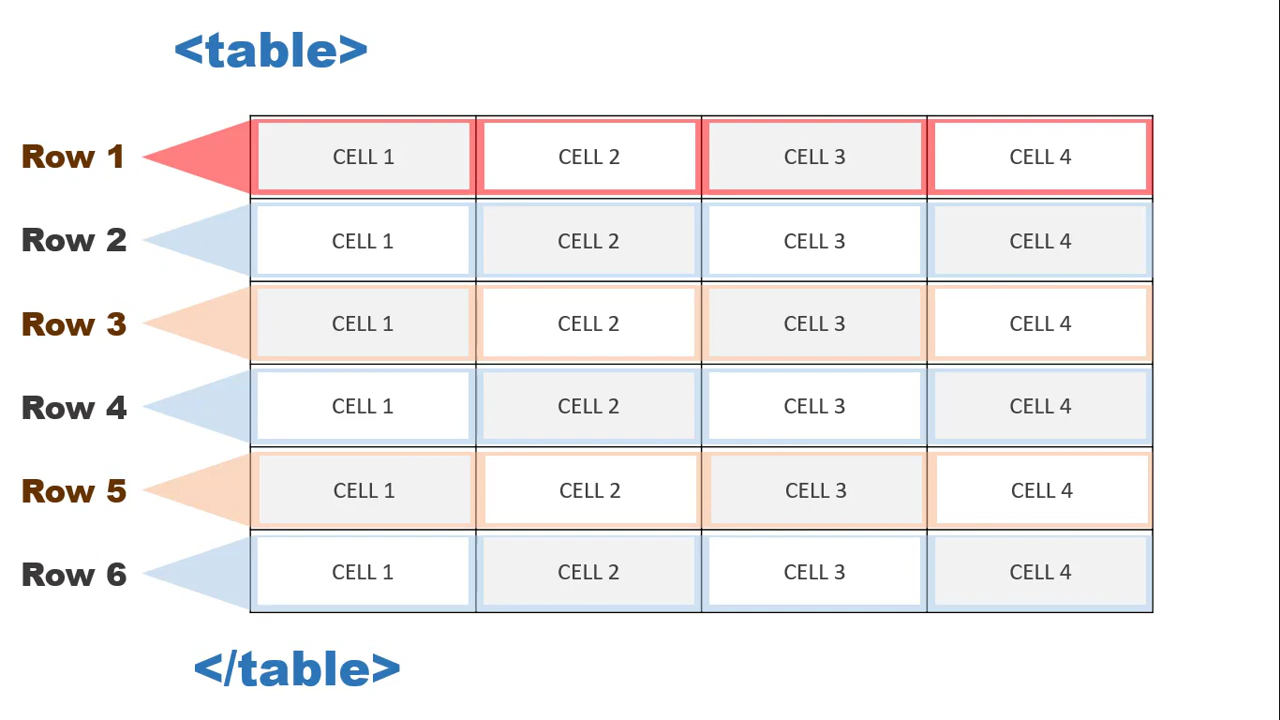 <table>
Row 1 CELL 1 CELL 2 CELL 3 CELL 4
Row 2 CELL 1 CELL 2 CELL 3 CELL 4
Row 3 CELL 1 CELL 2 CELL 3 CELL 4
Row 4 CELL 1 CELL 2 CELL 3 CELL 4
Row 5 CELL 1 CELL 2 CELL 3 CELL 4
Row 6 CELL 1 CELL 2 CELL 3 CELL 4
</table>